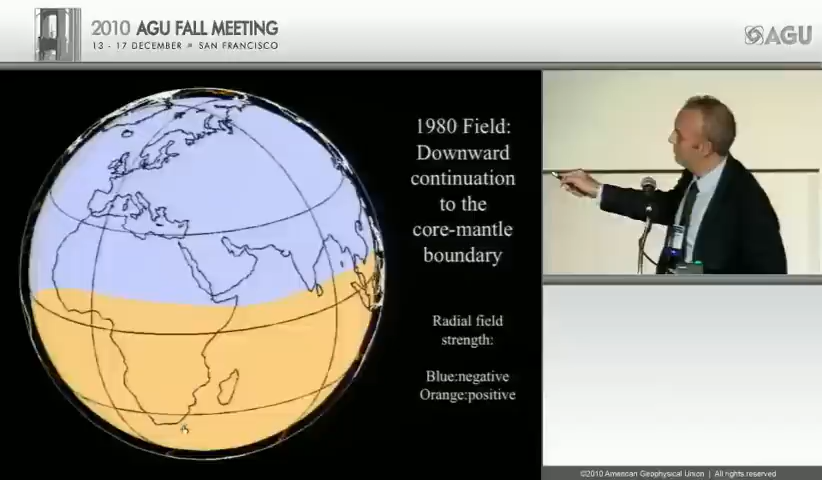 2010 AGU FALL MEETING
13 - 17 DECEMBER SAN FRANCISCO
AGU
1980 Field:
Downward
continuation
to the
core-mantle
boundary
Radial field
strength:
Blue:negative
Orange:positive
©2010 American Geophysical Union | All rights reserved